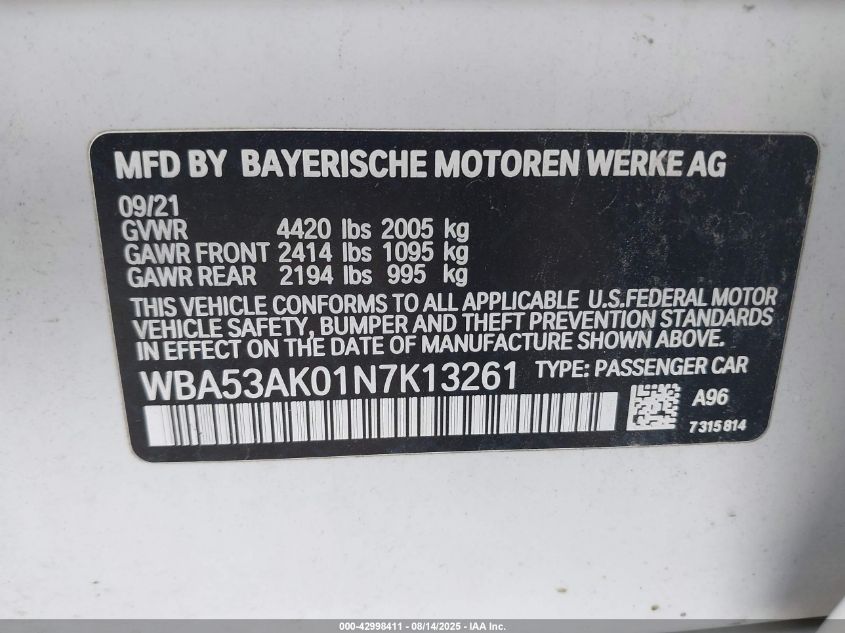 MFD BY BAYERISCHE MOTOREN WERKE AG
09/21
GVWR 4420 lbs 2005 kg
GAWR FRONT 2414 lbs 1095 kg
GAWR REAR 2194 lbs 995 kg
THIS VEHICLE CONFORMS TO ALL APPLICABLE U.S.FEDERAL MOTOR
VEHICLE SAFETY, BUMPER AND THEFT PREVENTION STANDARDS
IN EFFECT ON THE DATE OF MANUFACTURE SHOWN ABOVE.
WBA53AK01N7K13261 TYPE: PASSENGER CAR
A96
7315814
000-42998411 - 08/14/2025 - IAA Inc.